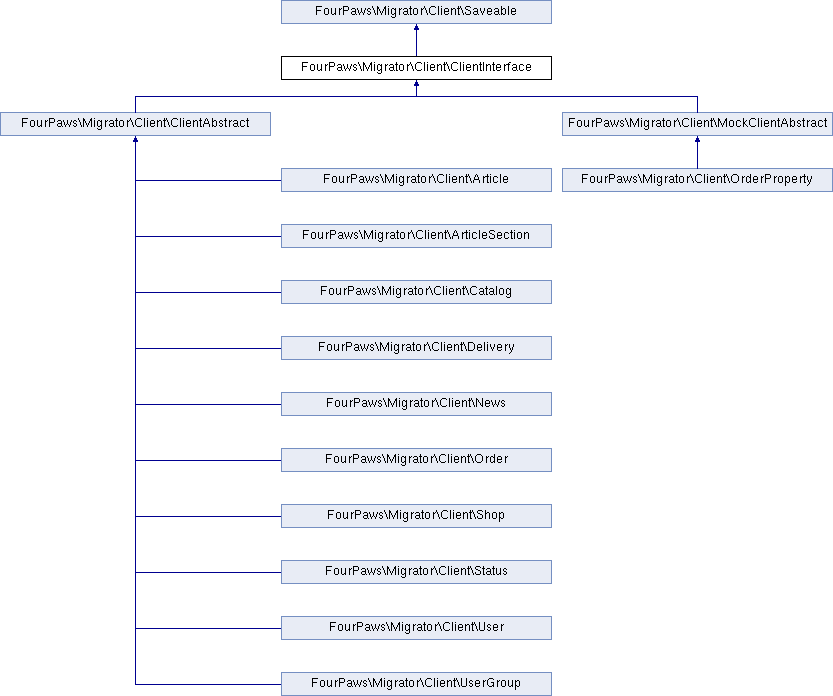 FourPaws\Migrator\Client\Saveable
FourPaws\Migrator\Client\ClientInterface
FourPaws\Migrator\Client\ClientAbstract
FourPaws\Migrator\Client\MockClientAbstract
FourPaws\Migrator\Client\Article
FourPaws\Migrator\Client\OrderProperty
FourPaws\Migrator\Client\ArticleSection
FourPaws\Migrator\Client\Catalog
FourPaws\Migrator\Client\Delivery
FourPaws\Migrator\Client\News
FourPaws\Migrator\Client\Order
FourPaws\Migrator\Client\Shop
FourPaws\Migrator\Client\Status
FourPaws\Migrator\Client\User
FourPaws\Migrator\Client\UserGroup